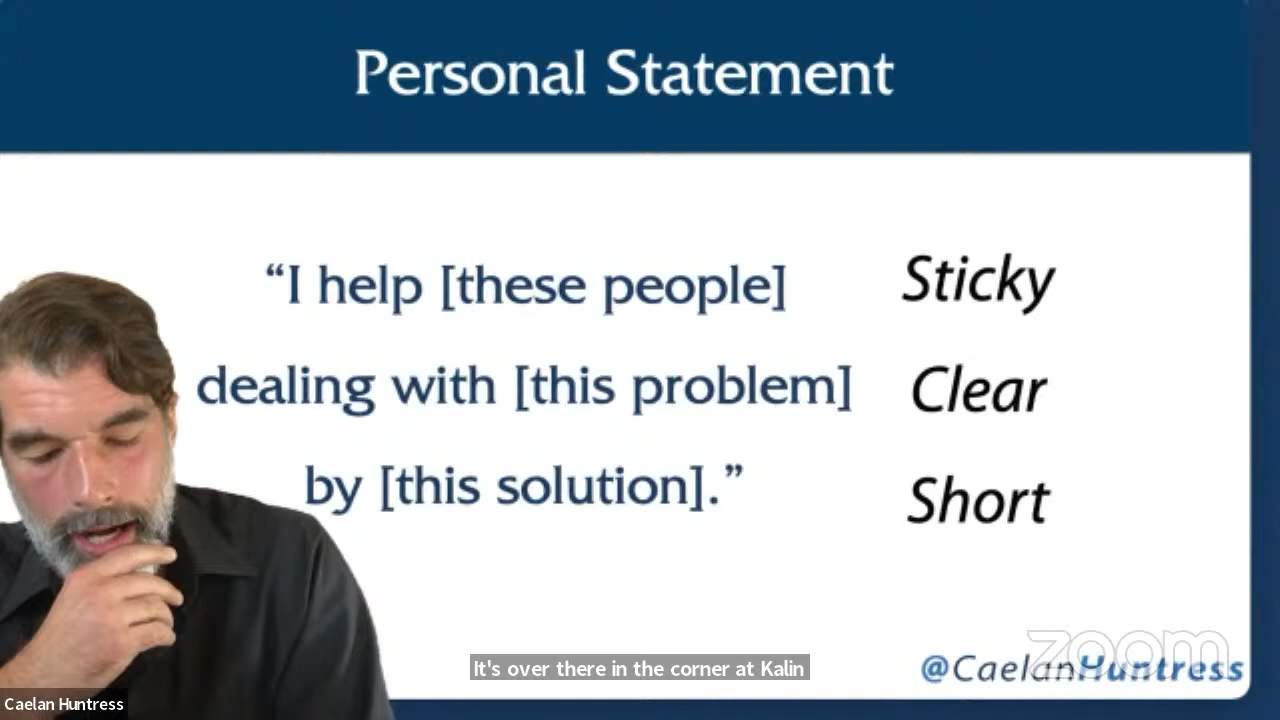 Personal Statement
“I help [these people]
Sticky
dealing with [this problem]
Clear
by [this solution].”
Short
zoom
It's over there in the corner at Kalin
@CaelanHuntress
Caelan Huntress